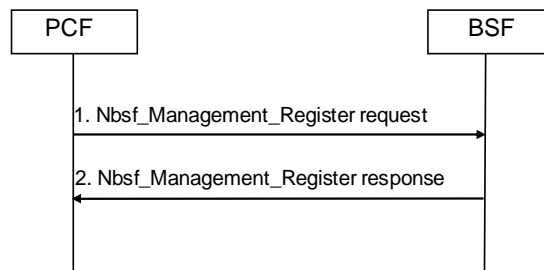 PCF
BSF
1. Nbsf_Management_Register request
2. Nbsf_Management_Register response